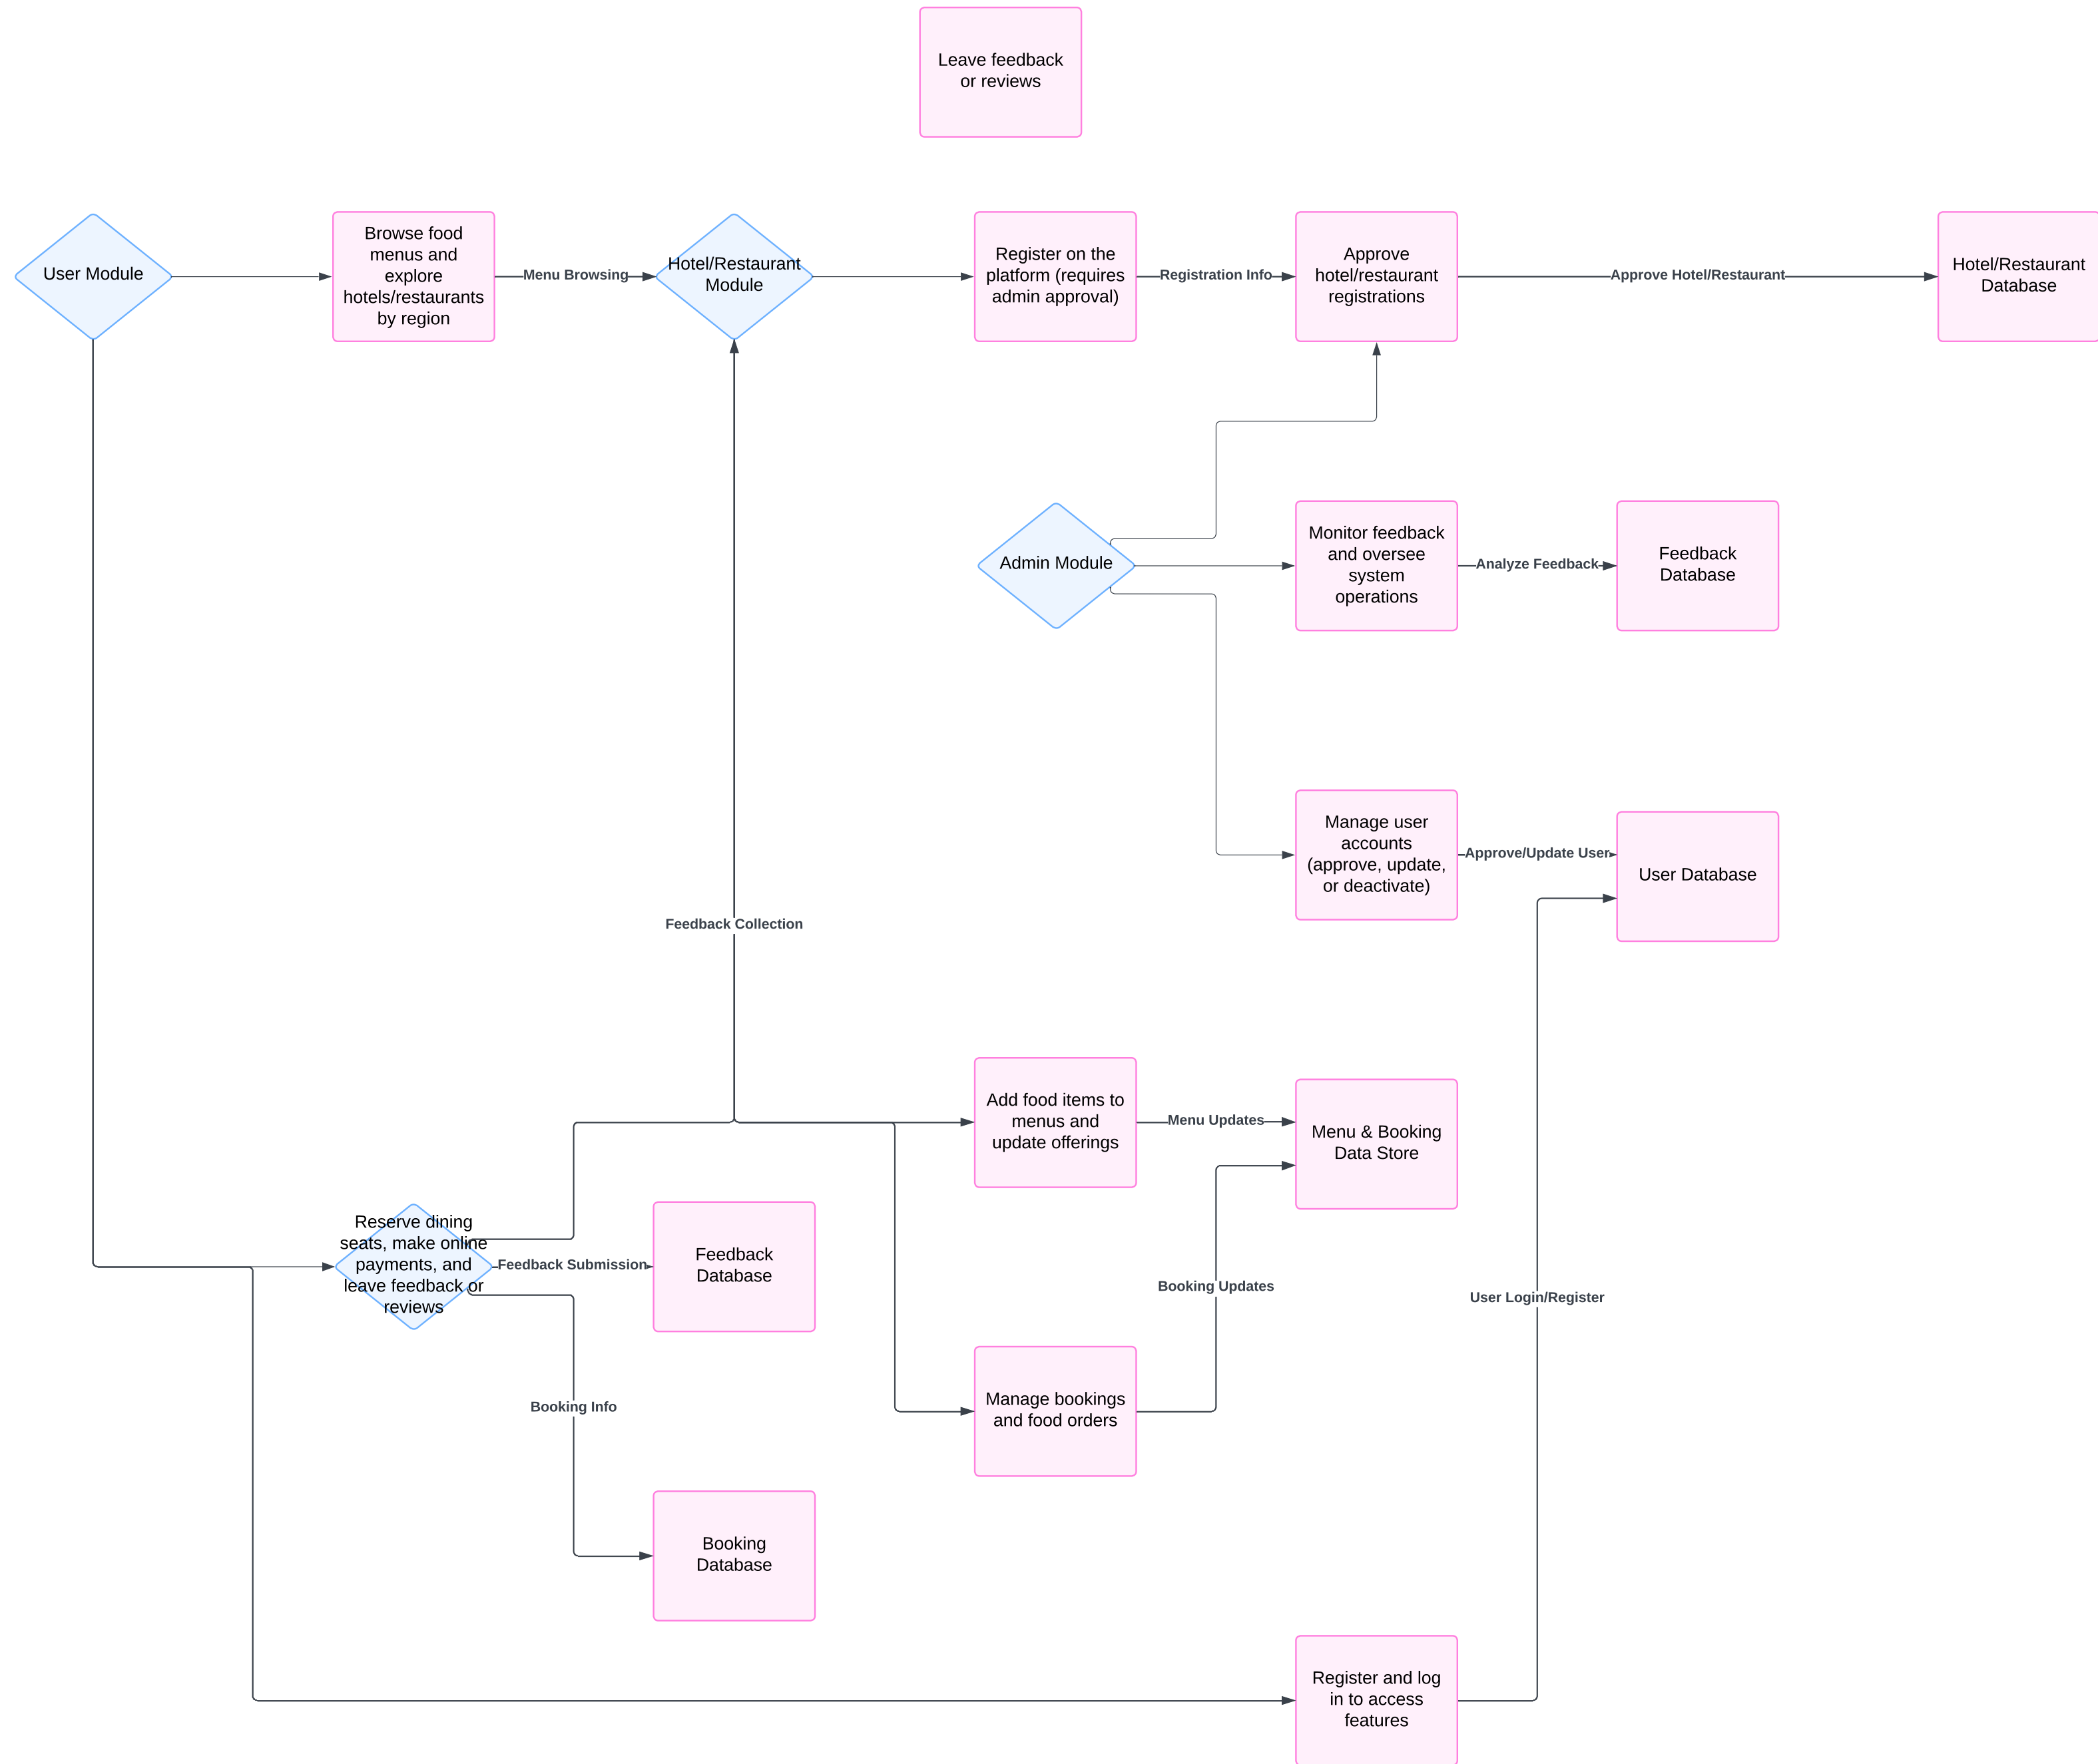 Leave feedback
or reviews
User Module
Browse food
menus and
explore
hotels/restaurants
by region
Menu Browsing
Hotel/Restaurant
Module
Register on the
platform (requires
admin approval)
Registration Info
Approve
hotel/restaurant
registrations
Approve Hotel/Restaurant
Hotel/Restaurant
Database
Admin Module
Monitor feedback
and oversee
system
operations
Analyze Feedback
Feedback
Database
Manage user
accounts
(approve, update,
or deactivate)
Approve/Update User
User Database
Feedback Collection
Add food items to
menus and
update offerings
Menu Updates
Menu & Booking
Data Store
Reserve dining
seats, make online
payments, and
leave feedback or
reviews
Feedback Submission
Feedback
Database
Booking Updates
User Login/Register
Booking Info
Manage bookings
and food orders
Booking
Database
Register and log
in to access
features